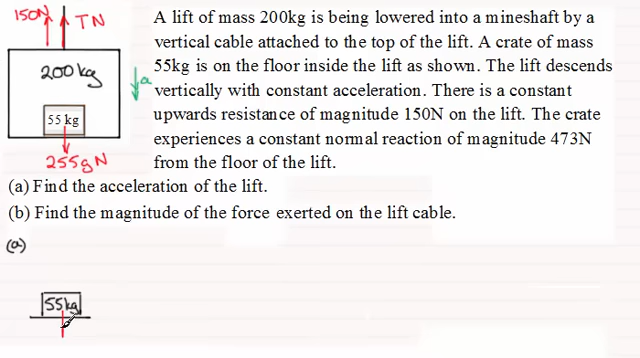 150N
TN
200kg
a
55 kg
255gN
A lift of mass 200kg is being lowered into a mineshaft by a
vertical cable attached to the top of the lift. A crate of mass
55kg is on the floor inside the lift as shown. The lift descends
vertically with constant acceleration. There is a constant
upwards resistance of magnitude 150N on the lift. The crate
experiences a constant normal reaction of magnitude 473N
from the floor of the lift.
(a) Find the acceleration of the lift.
(b) Find the magnitude of the force exerted on the lift cable.
(a)
55kg